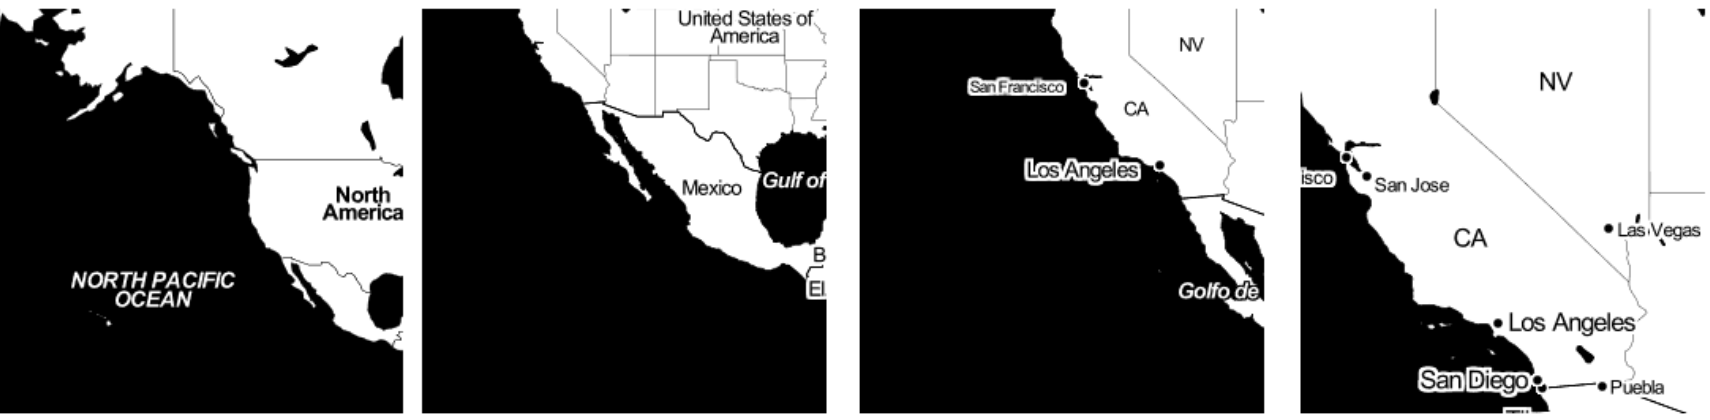 North
America
NORTH PACIFIC
OCEAN
United States of
America
Mexico
Gulf of
B
El
NV
San Francisco
CA
Los Angeles
Golfo de
NV
isco
San Jose
Las Vegas
CA
Los Angeles
San Diego
Puebla